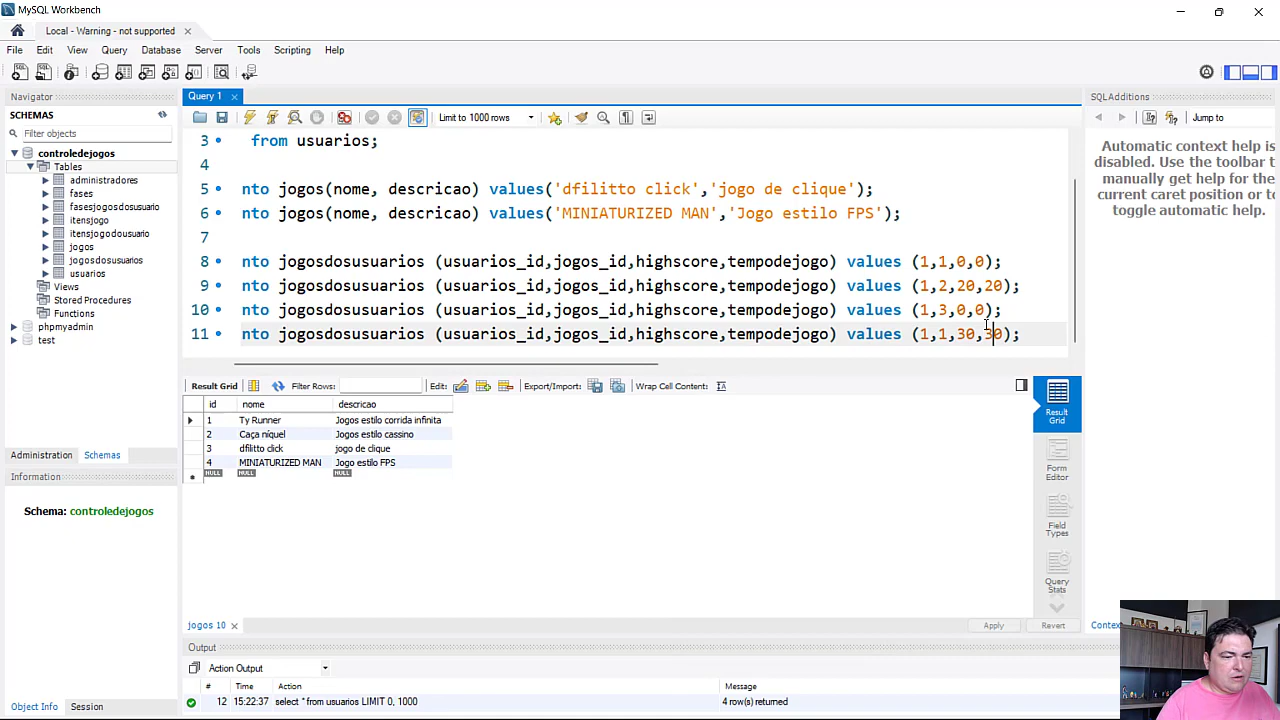 MySQL Workbench
Local - Warning - not supported
File Edit View Query Database Server Tools Scripting Help
Navigator
SCHEMAS
Filter objects
controledejogos
Tables
administradores
fases
fasesjogosdousuario
itensjogo
itensjogodousuario
jogos
jogosdosusuarios
usuarios
Views
Stored Procedures
Functions
phpmyadmin
test
Administration Schemas
Information
Schema: controledejogos
Object Info Session
Query 1
Limit to 1000 rows
3 from usuarios;
4
5 nto jogos(nome, descricao) values('dfilitto click','jogo de clique');
6 nto jogos(nome, descricao) values('MINIATURIZED MAN','Jogo estilo FPS');
7
8 nto jogosdosusuarios (usuarios_id,jogos_id,highscore,tempodejogo) values (1,1,0,0);
9 nto jogosdosusuarios (usuarios_id,jogos_id,highscore,tempodejogo) values (1,2,20,20);
10 nto jogosdosusuarios (usuarios_id,jogos_id,highscore,tempodejogo) values (1,3,0,0);
11 nto jogosdosusuarios (usuarios_id,jogos_id,highscore,tempodejogo) values (1,1,30,30);
Result Grid Filter Rows: Edit: Export/Import: Wrap Cell Content:
id nome descricao
1 Ty Runner Jogos estilo corrida infinita
2 Caça níquel Jogos estilo cassino
3 dfilitto click jogo de clique
4 MINIATURIZED MAN Jogo estilo FPS
NULL NULL NULL
Result Grid
Form Editor
Field Types
Query Stats
jogos 10
Apply Revert
Output
Action Output
# Time Action Message
12 15:22:37 select * from usuarios LIMIT 0, 1000 4 row(s) returned
SQLAdditions
Jump to
Automatic context help is
disabled. Use the toolbar t
manually get help for the
current caret position or to
toggle automatic help.
Contex